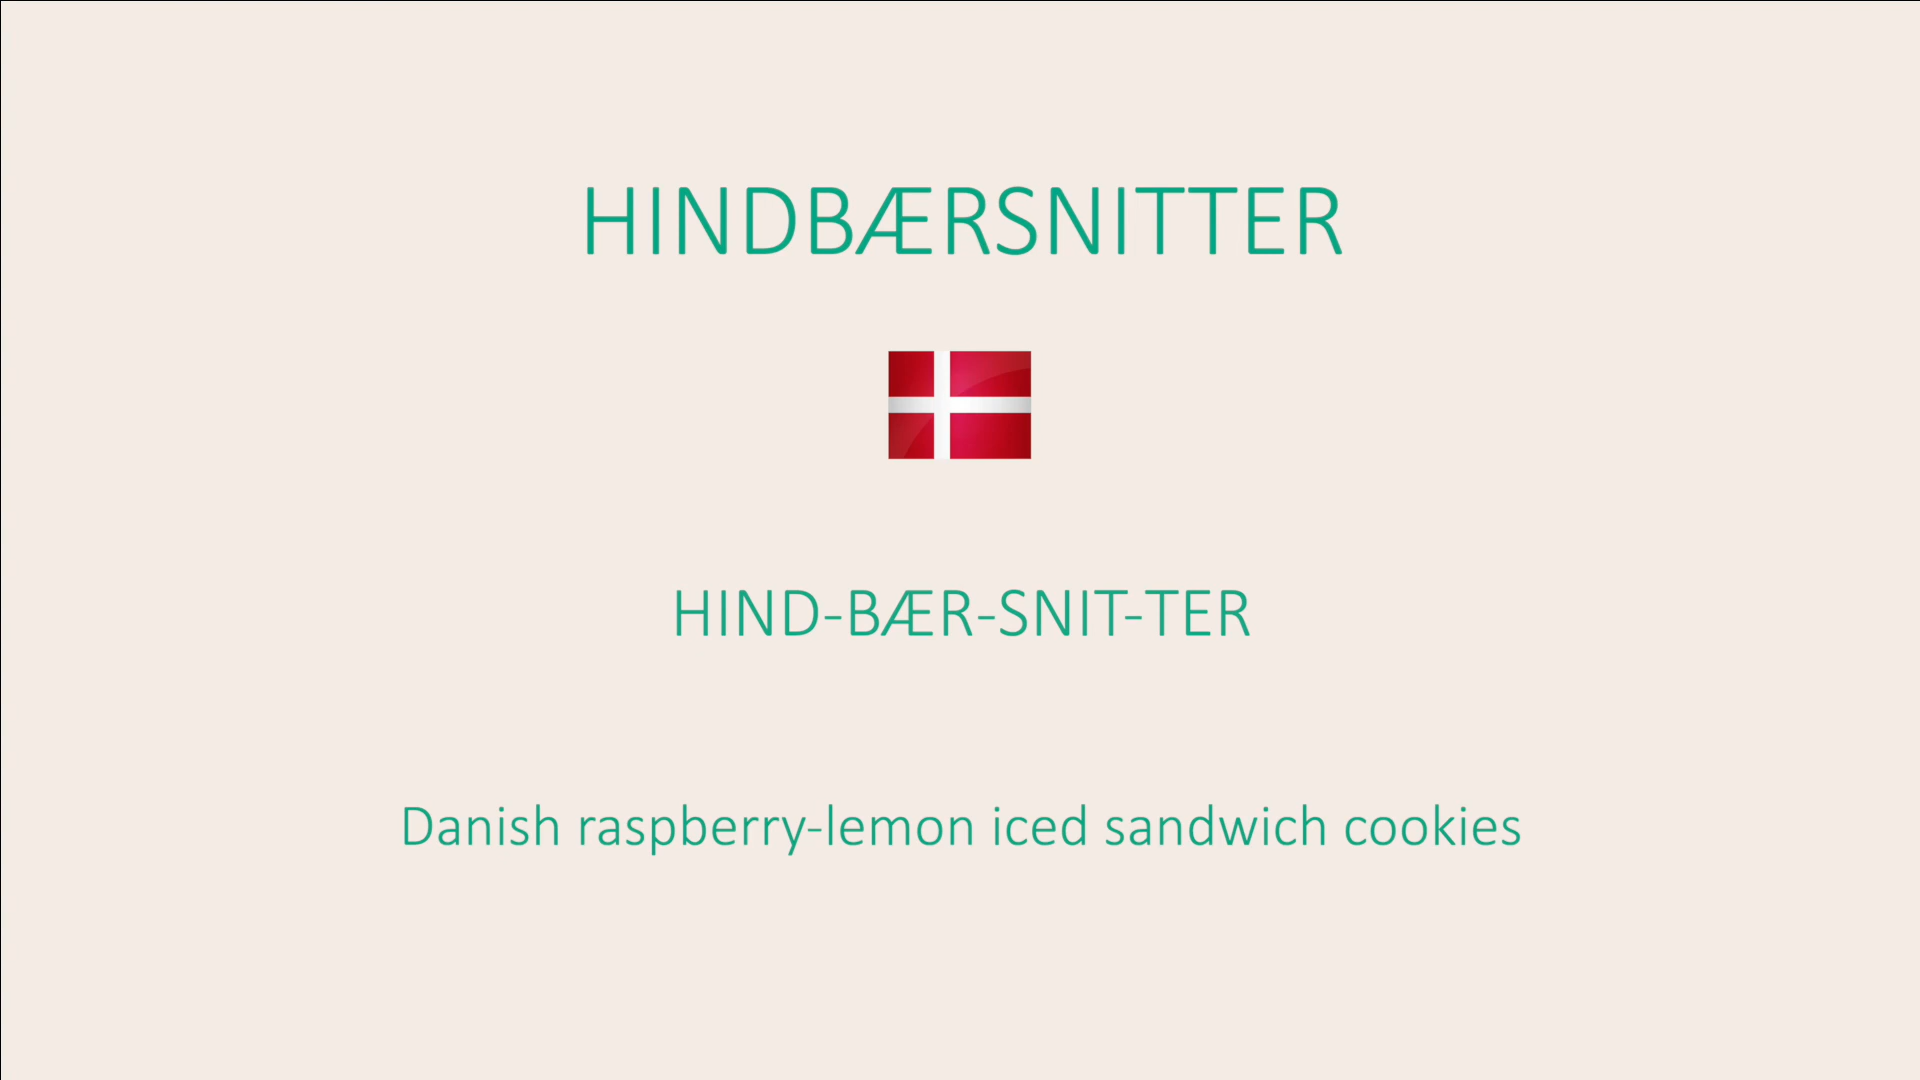 HINDBÆRSNITTER
HIND-BÆR-SNIT-TER
Danish raspberry-lemon iced sandwich cookies